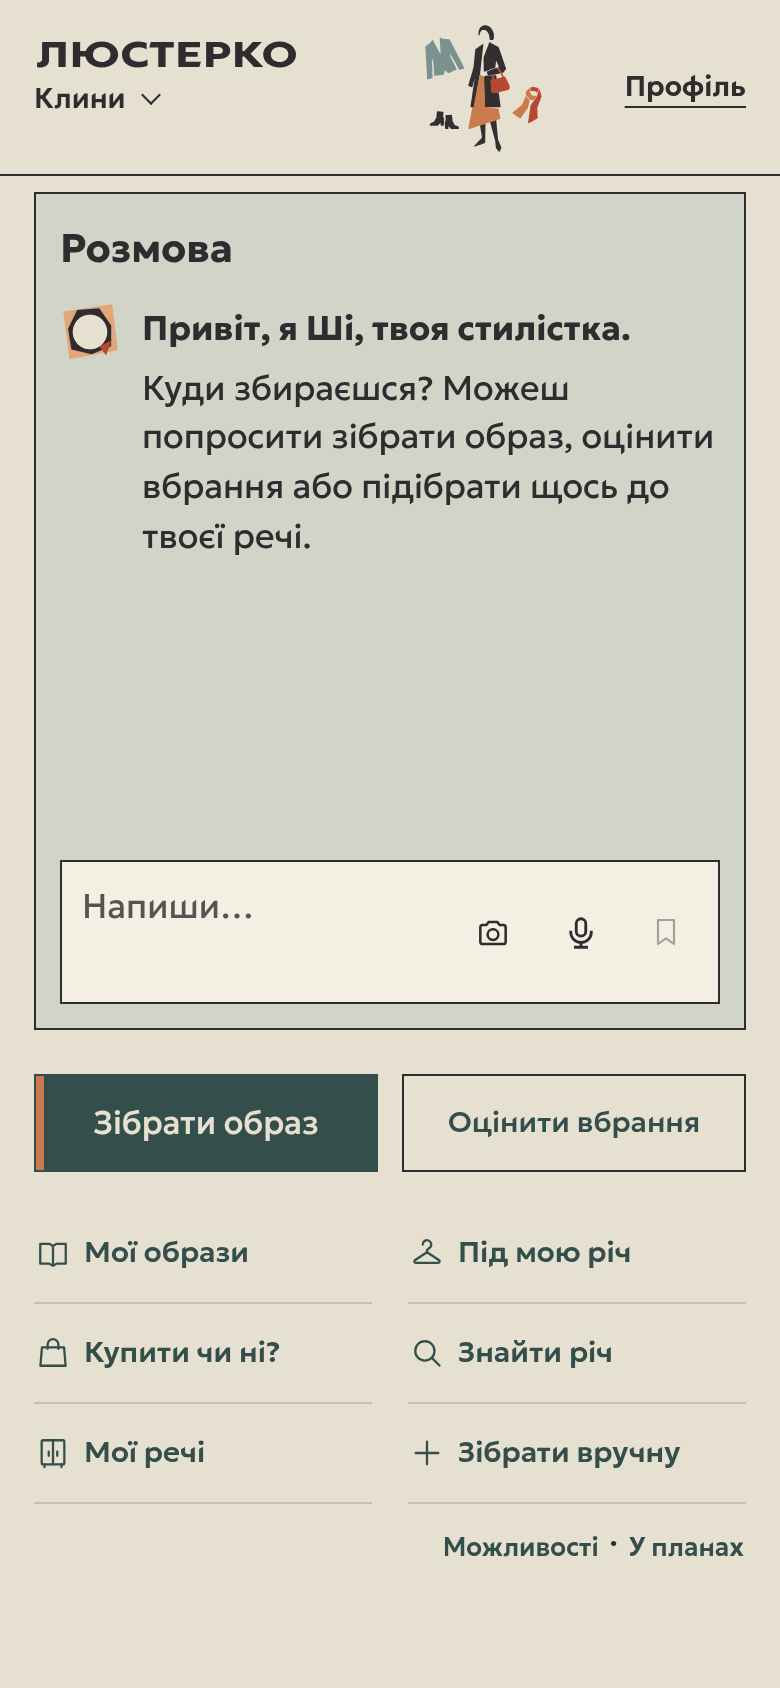 ЛЮСТЕРКО
Клини
Профіль
Розмова
Привіт, я Ші, твоя стилістка.
Куди збираєшся? Можеш
попросити зібрати образ, оцінити
вбрання або підібрати щось до
твоєї речі.
Напиши...
Зібрати образ
Оцінити вбрання
Мої образи
Під мою річ
Купити чи ні?
Знайти річ
Мої речі
Зібрати вручну
Можливості · У планах